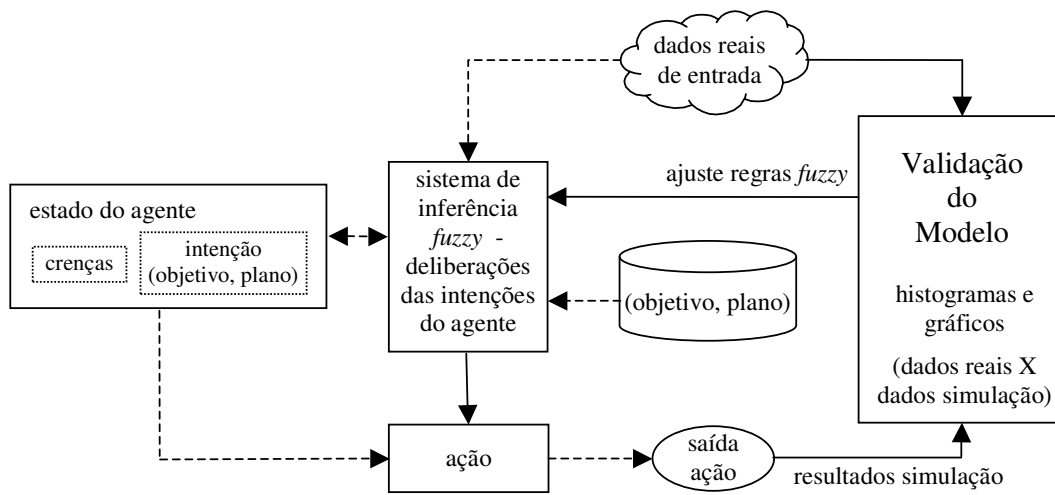 dados reais
de entrada
Validação
do
Modelo
histogramas e
gráficos
(dados reais X
dados simulação)
ajuste regras fuzzy
sistema de
inferência
fuzzy -
deliberações
das intenções
do agente
estado do agente
crenças
intenção
(objetivo, plano)
(objetivo, plano)
ação
saída
ação
resultados simulação